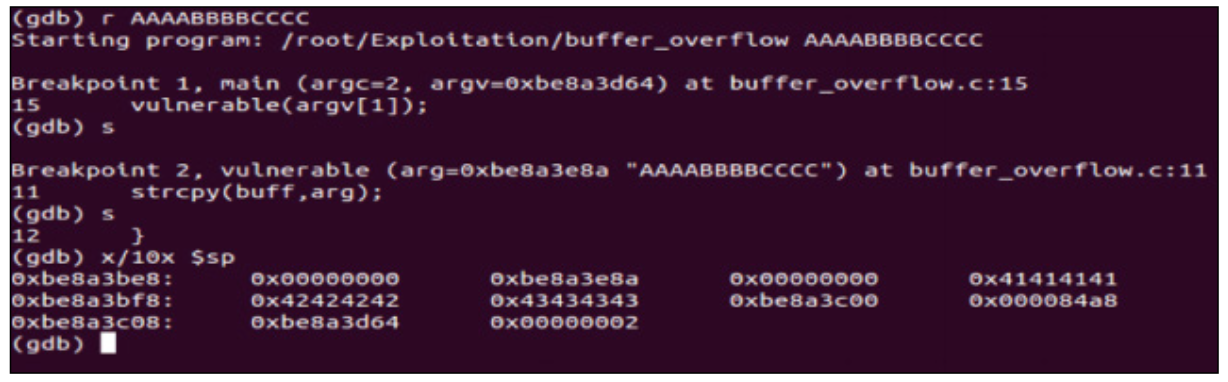 (gdb) r AAAABBBBCCCC
Starting program: /root/Exploitation/buffer_overflow AAAABBBBCCCC
Breakpoint 1, main (argc=2, argv=0xbe8a3d64) at buffer_overflow.c:15
15 vulnerable(argv[1]);
(gdb) s
Breakpoint 2, vulnerable (arg=0xbe8a3e8a "AAAABBBBCCCC") at buffer_overflow.c:11
11 strcpy(buff,arg);
(gdb) s
12 }
(gdb) x/10x $sp
0xbe8a3be8: 0x00000000 0xbe8a3e8a 0x00000000 0x41414141
0xbe8a3bf8: 0x42424242 0x43434343 0xbe8a3c00 0x000084a8
0xbe8a3c08: 0xbe8a3d64 0x00000002
(gdb)